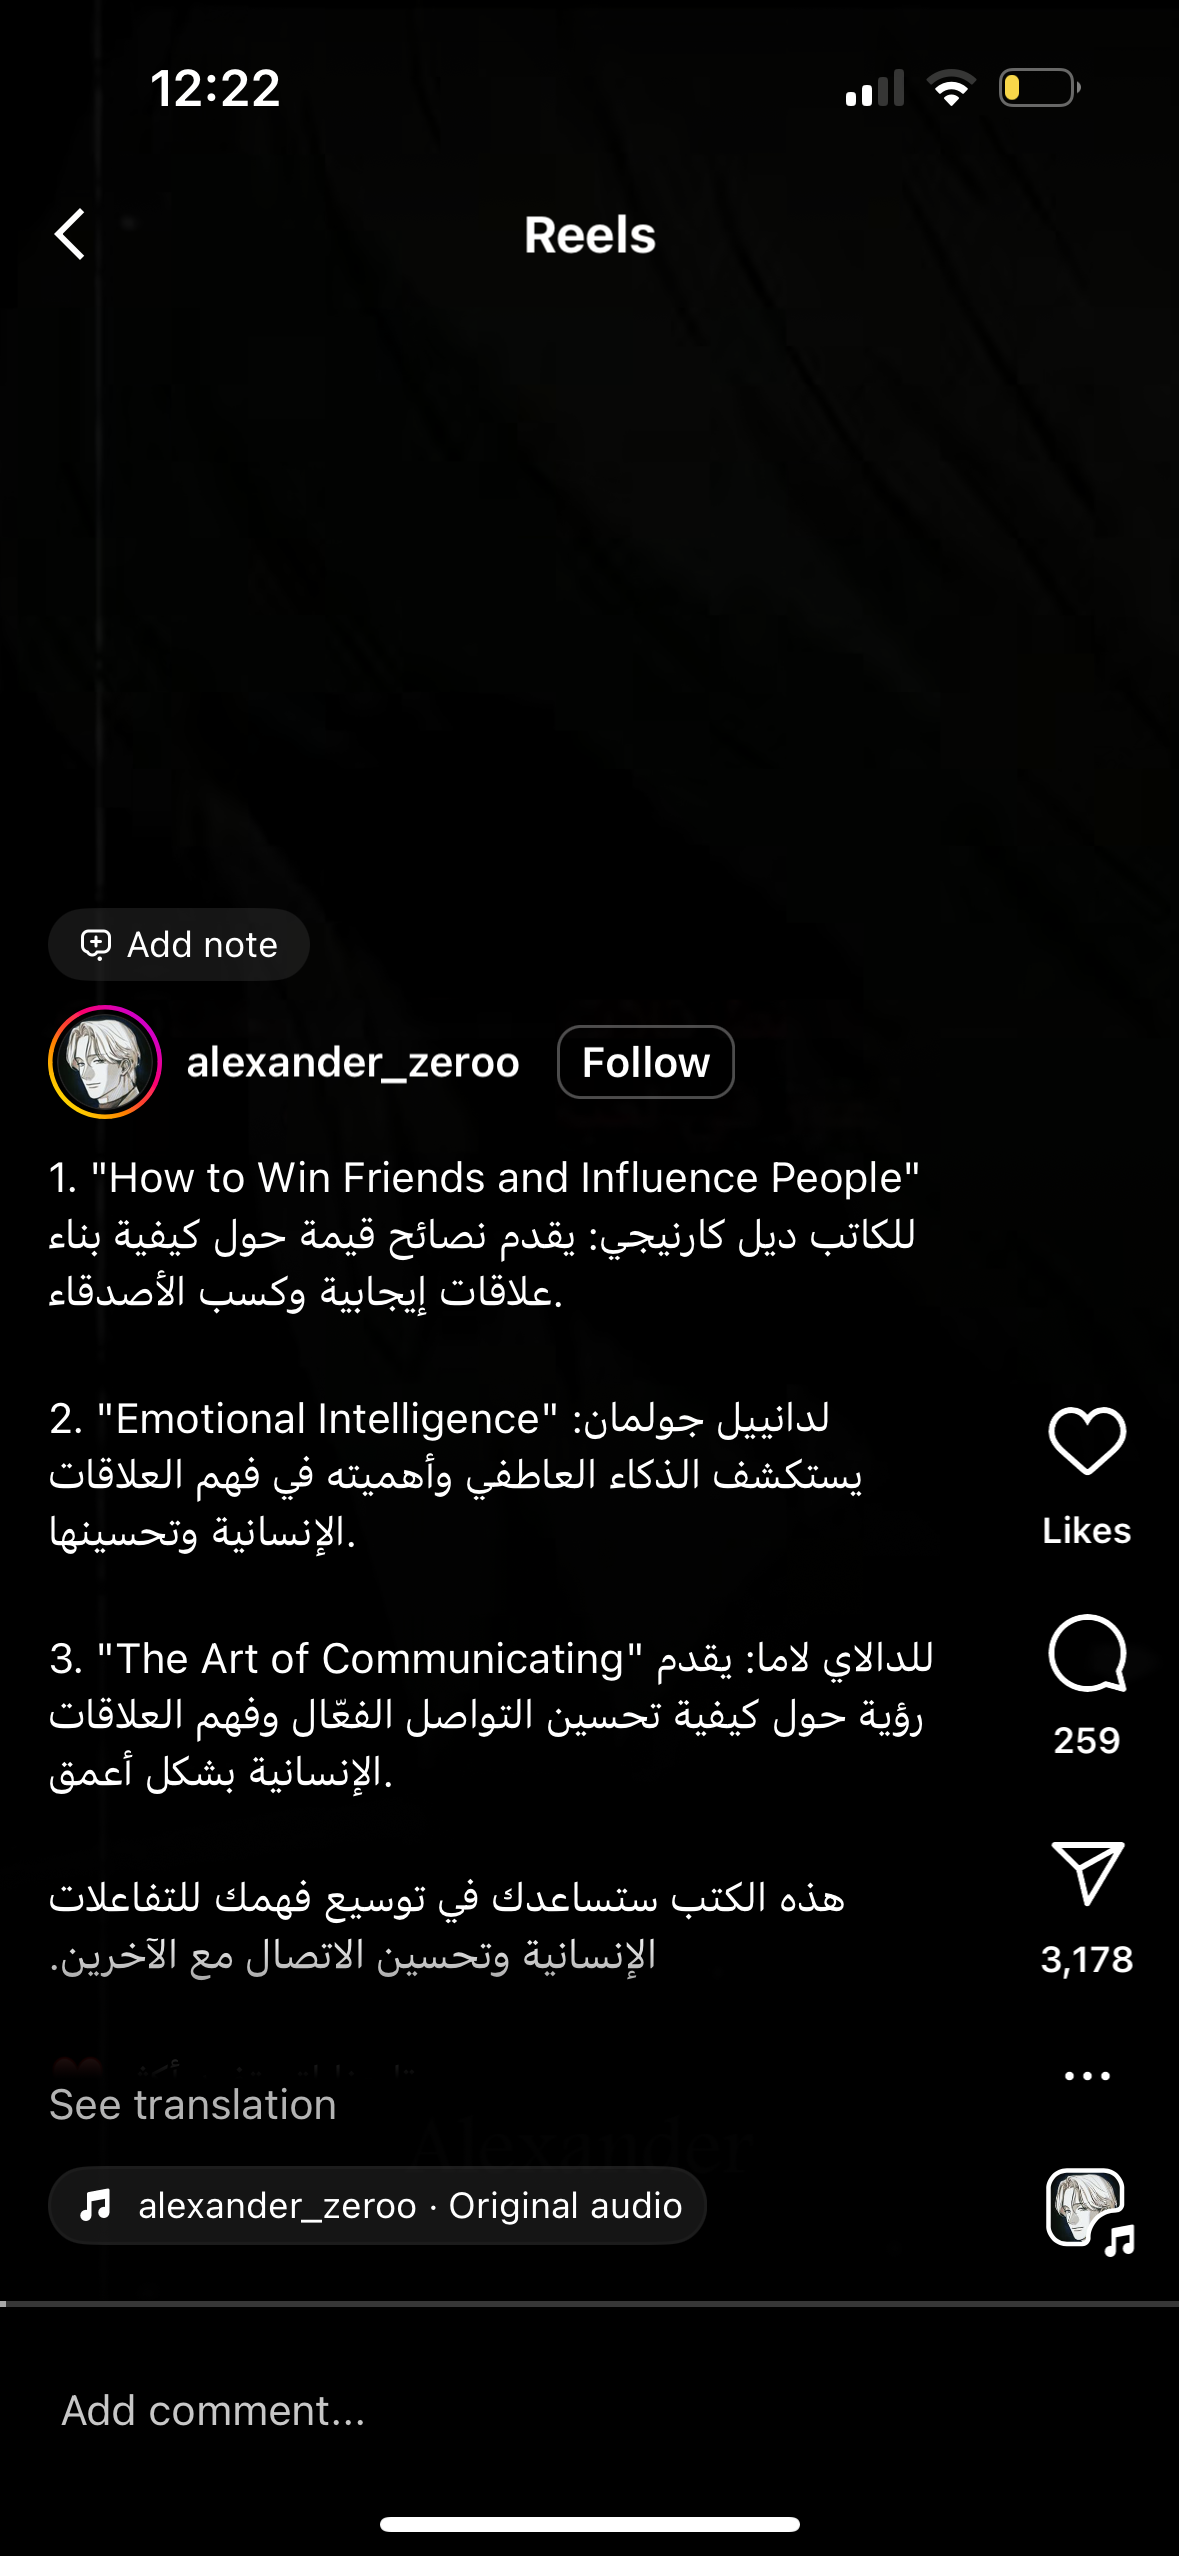 12:22
Reels
Add note
alexander_zeroo
Follow
1. "How to Win Friends and Influence People"
للكاتب ديل كارنيجي: يقدم نصائح قيمة حول كيفية بناء
علاقات إيجابية وكسب الأصدقاء.
2. "Emotional Intelligence" لدانييل جولمان:
يستكشف الذكاء العاطفي وأهميته في فهم العلاقات
الإنسانية وتحسينها.
Likes
3. "The Art of Communicating" للدالاي لاما: يقدم
رؤية حول كيفية تحسين التواصل الفعّال وفهم العلاقات
الإنسانية بشكل أعمق.
259
هذه الكتب ستساعدك في توسيع فهمك للتفاعلات
الإنسانية وتحسين الاتصال مع الآخرين.
3,178
See translation
Alexander
alexander_zeroo · Original audio
Add comment...